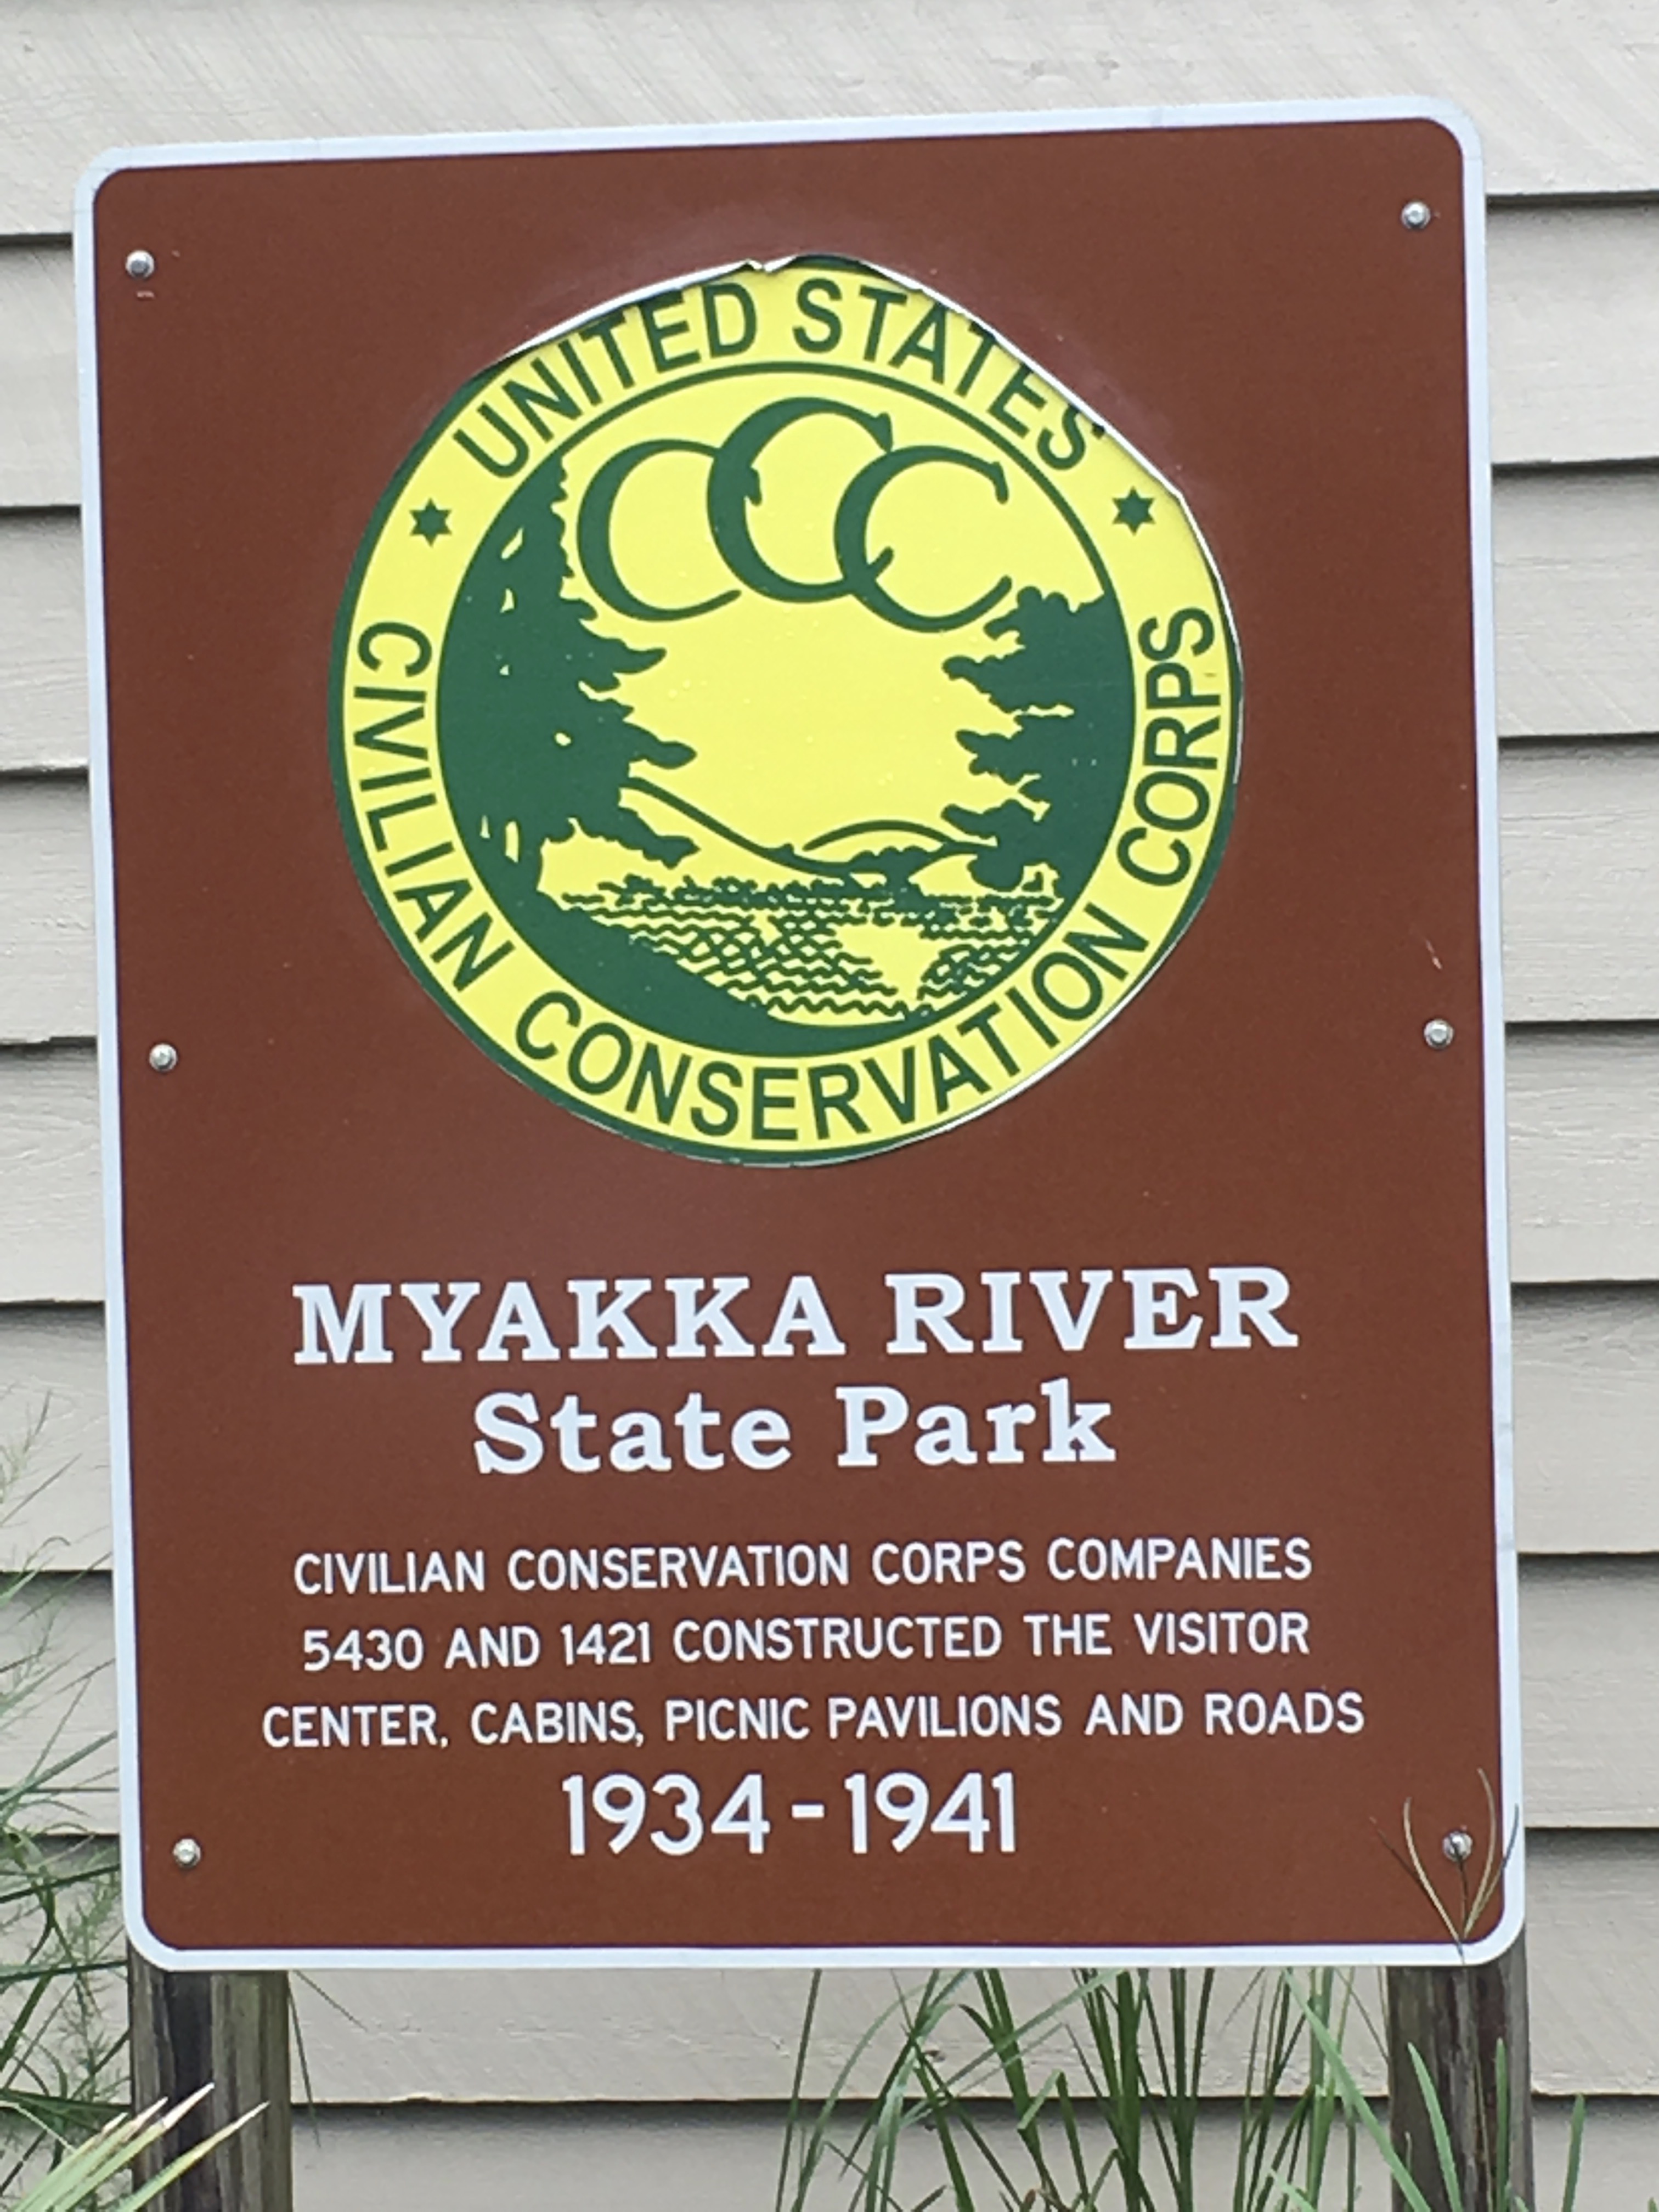 UNITED STATES
CCC
CIVILIAN CONSERVATION CORPS
MYAKKA RIVER
State Park
CIVILIAN CONSERVATION CORPS COMPANIES
5430 AND 1421 CONSTRUCTED THE VISITOR
CENTER, CABINS, PICNIC PAVILIONS AND ROADS
1934-1941